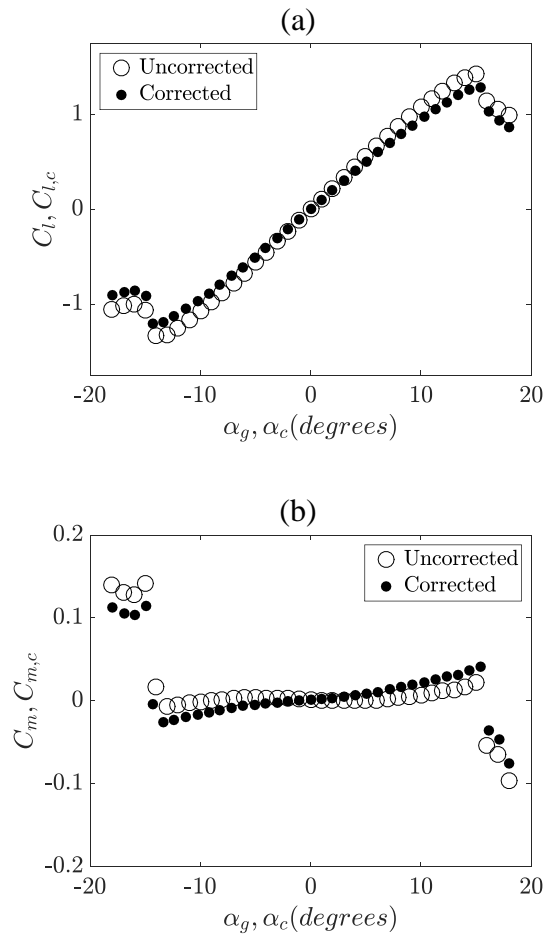 (a)
Uncorrected
Corrected
1
0
-1
C_l, C_{l,c}
-20 -10 0 10 20
α_g, α_c(degrees)
(b)
0.2
Uncorrected
Corrected
0.1
0
-0.1
-0.2
C_m, C_{m,c}
-20 -10 0 10 20
α_g, α_c(degrees)